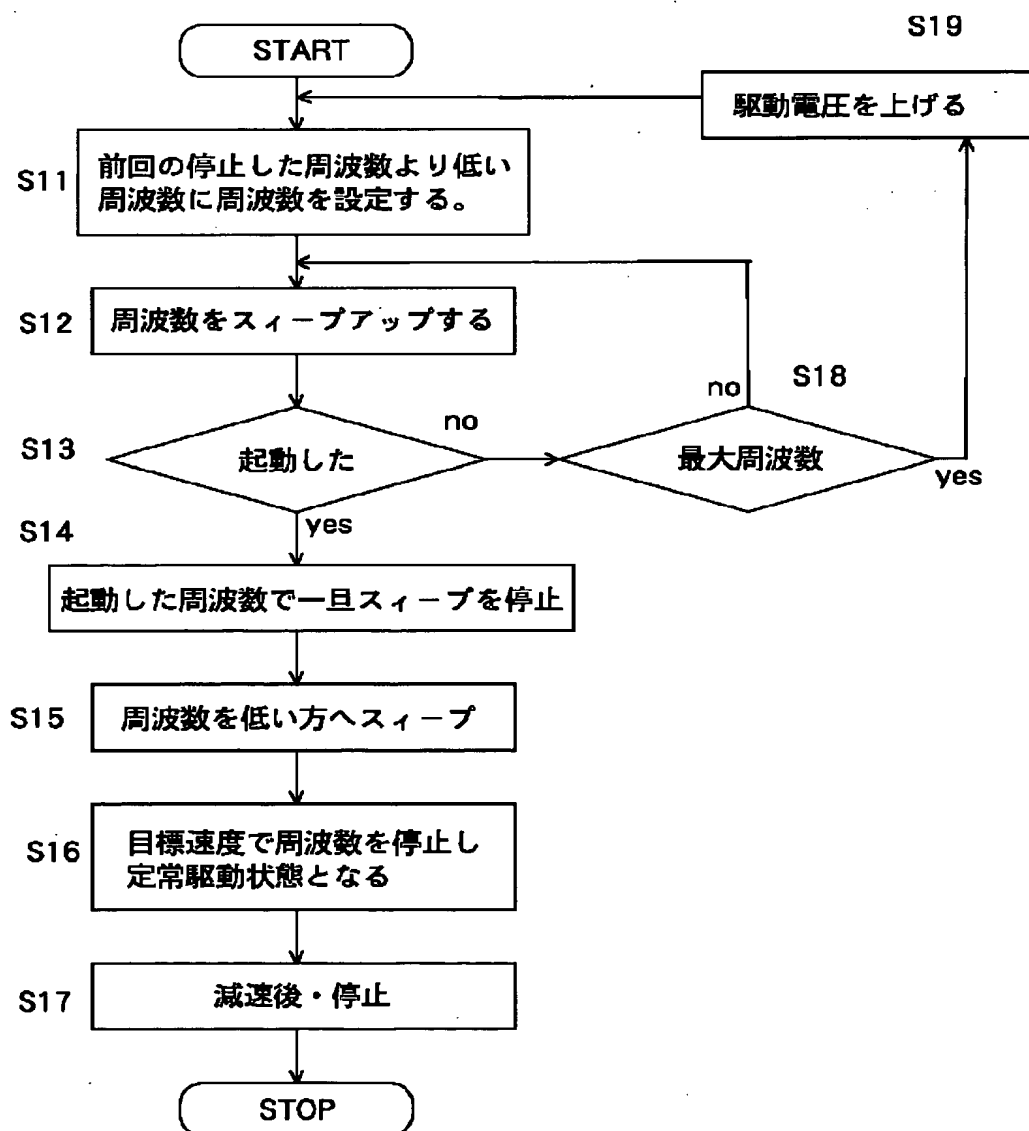 S19
START
駆動電圧を上げる
S11
前回の停止した周波数より低い
周波数に周波数を設定する。
S12
周波数をスィープアップする
S18
no
S13
起動した
no
最大周波数
yes
yes
S14
起動した周波数で一旦スィープを停止
S15
周波数を低い方へスィープ
S16
目標速度で周波数を停止し
定常駆動状態となる
S17
減速後・停止
STOP